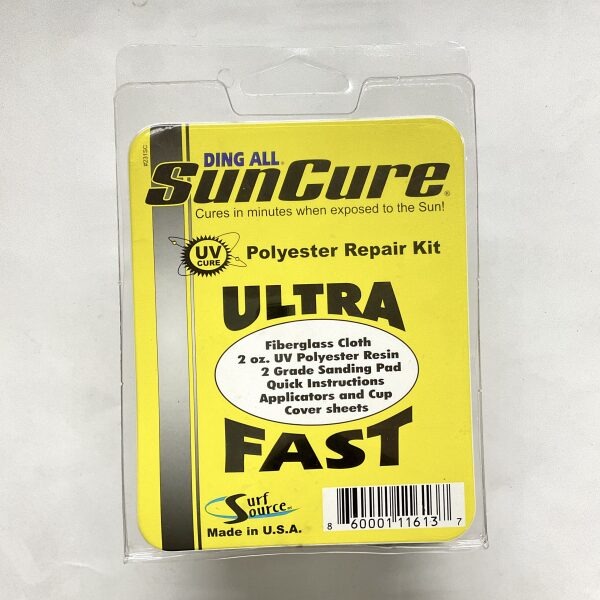 #231SC
DING ALL®
SunCure®
Cures in minutes when exposed to the Sun!
UV
CURE
Polyester Repair Kit
ULTRA
Fiberglass Cloth
2 oz. UV Polyester Resin
2 Grade Sanding Pad
Quick Instructions
Applicators and Cup
Cover sheets
FAST
Surf
Source
Made in U.S.A.
8 60001 11613 7